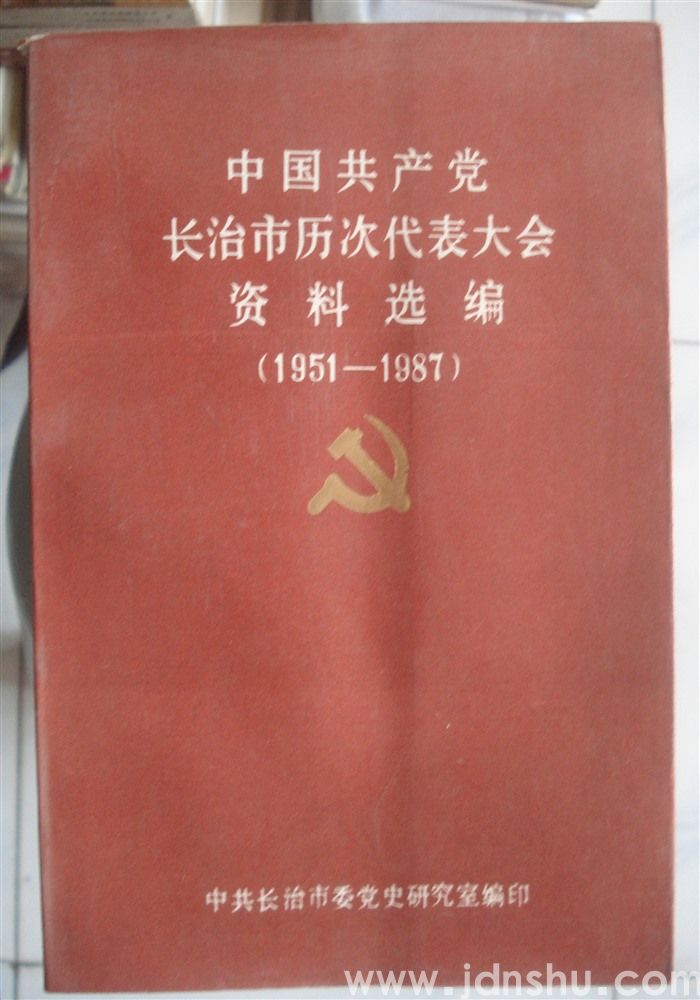 中国共产党
长治市历次代表大会
资料选编
(1951—1987)
中共长治市委党史研究室编印
www.jdnshu.com